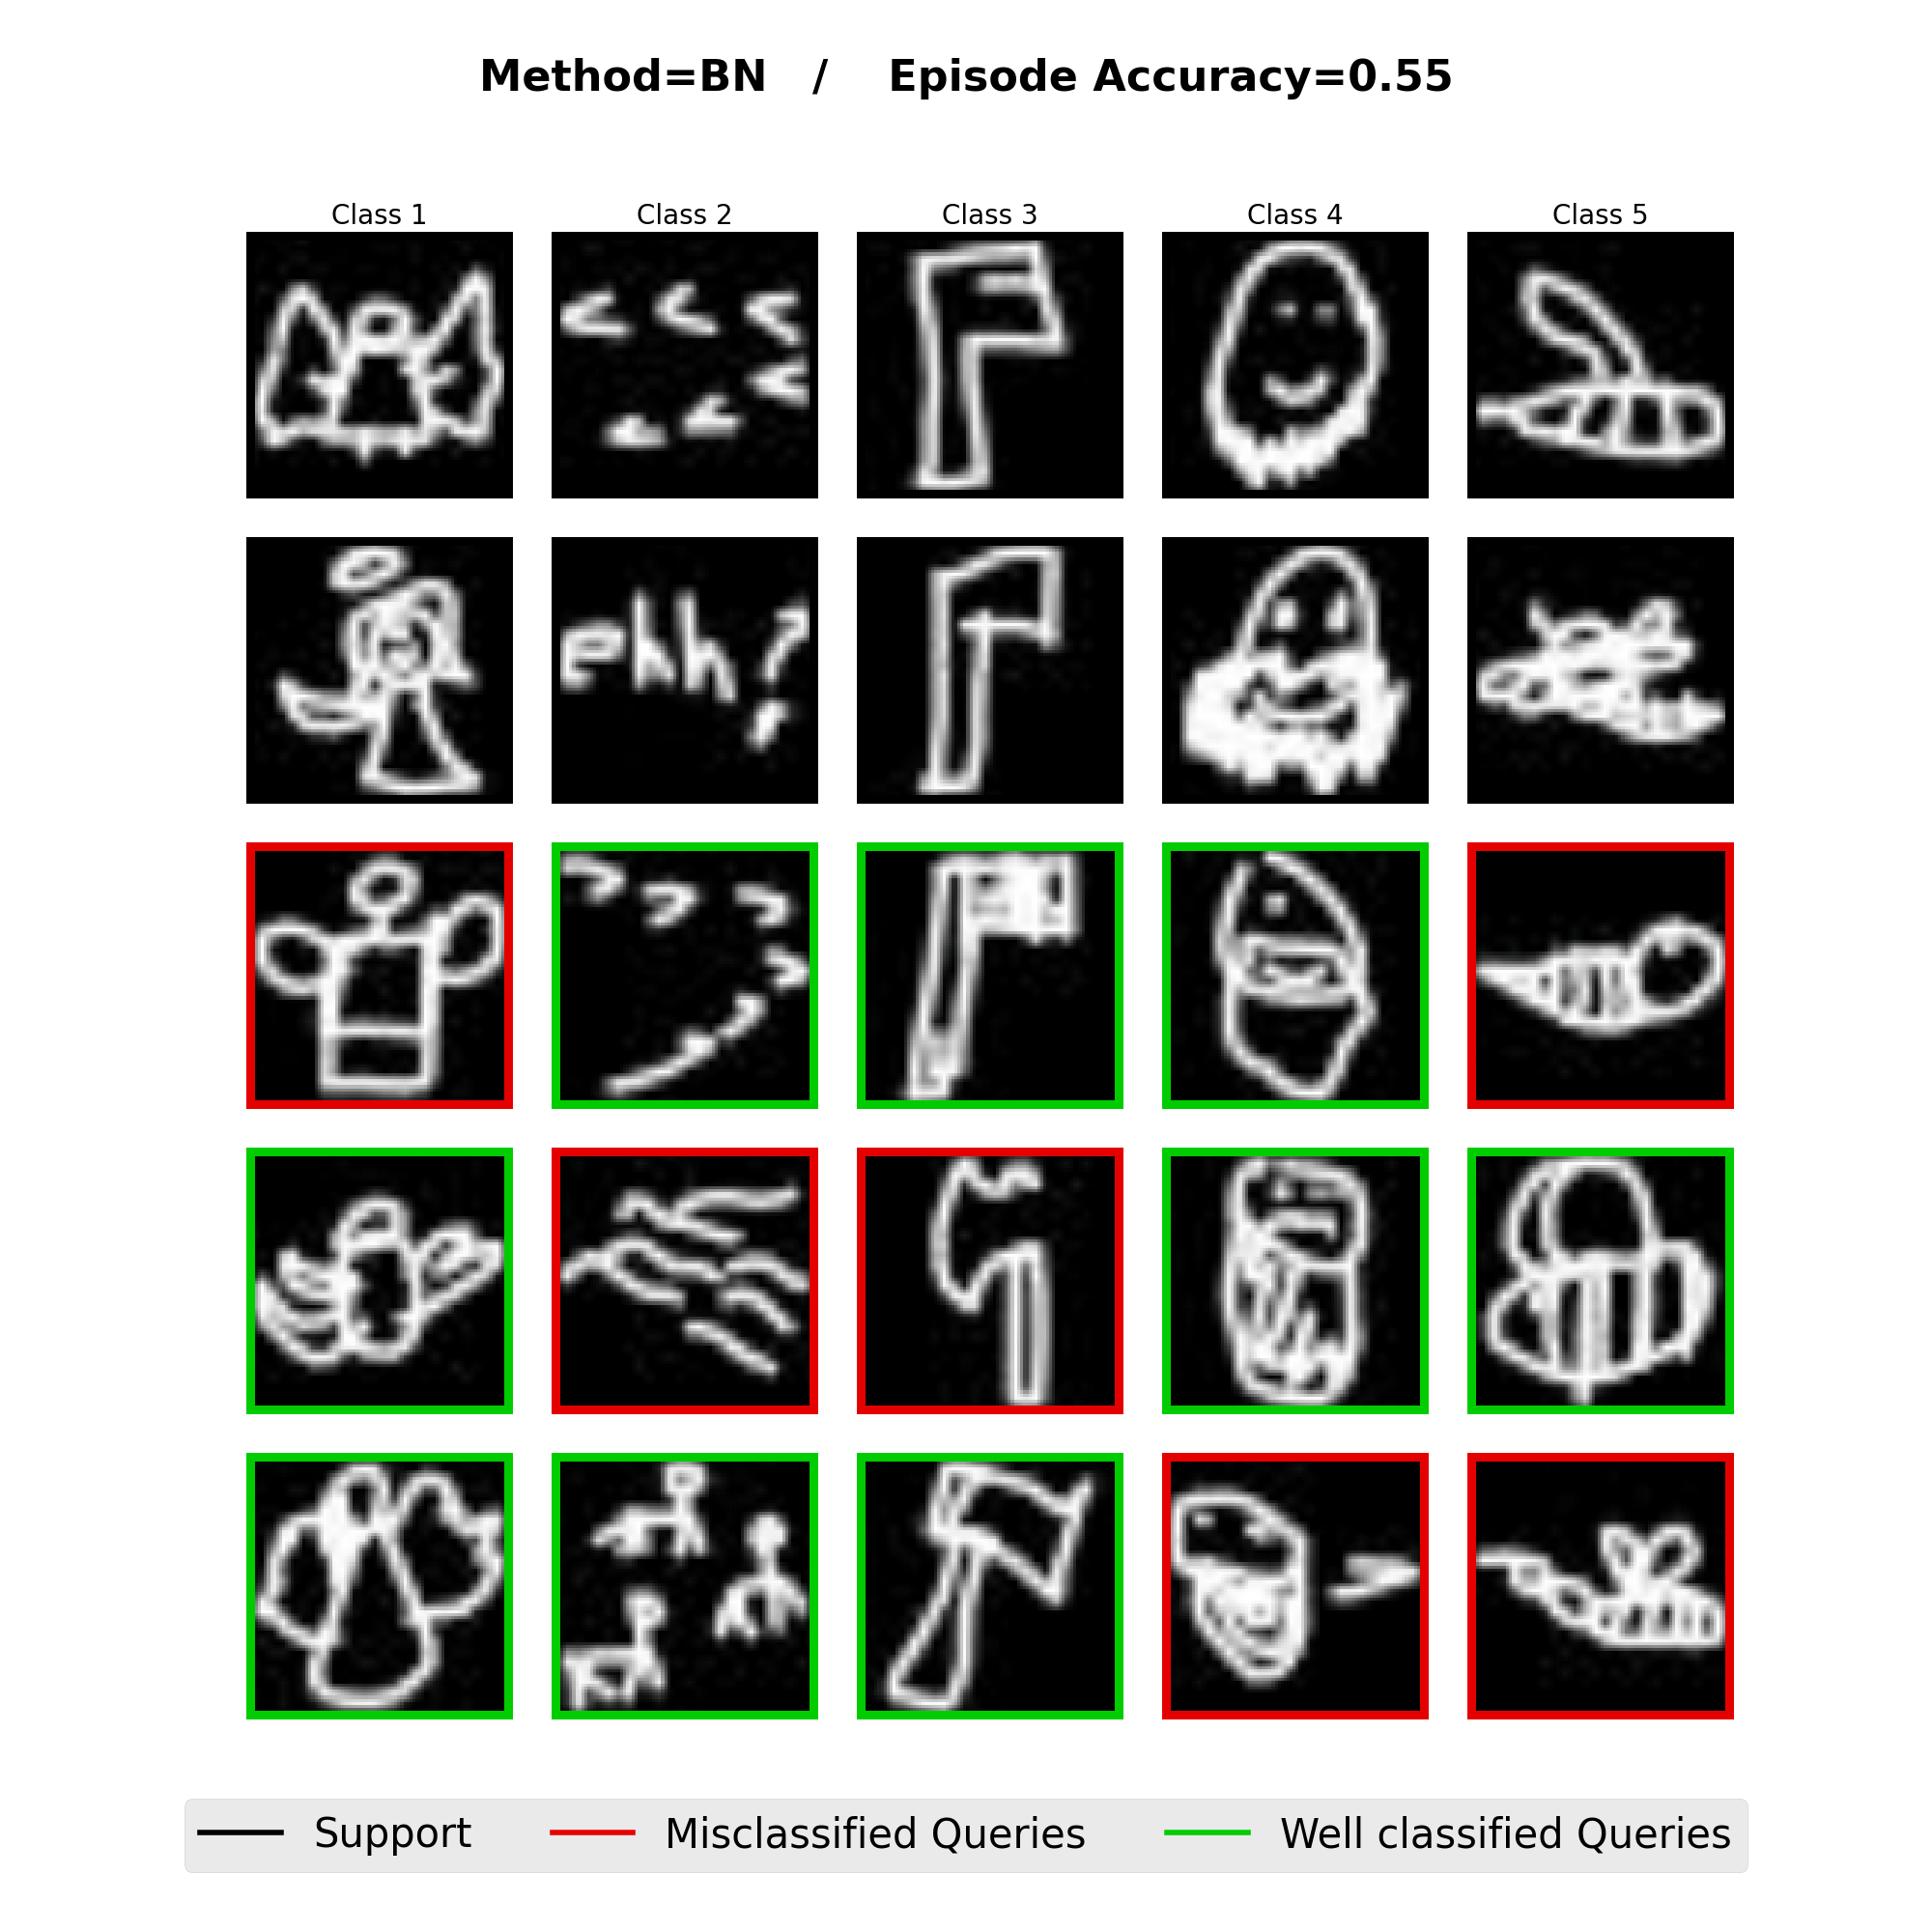 Method=BN / Episode Accuracy=0.55
Class 1 Class 2 Class 3 Class 4 Class 5
ehh?
Support Misclassified Queries Well classified Queries